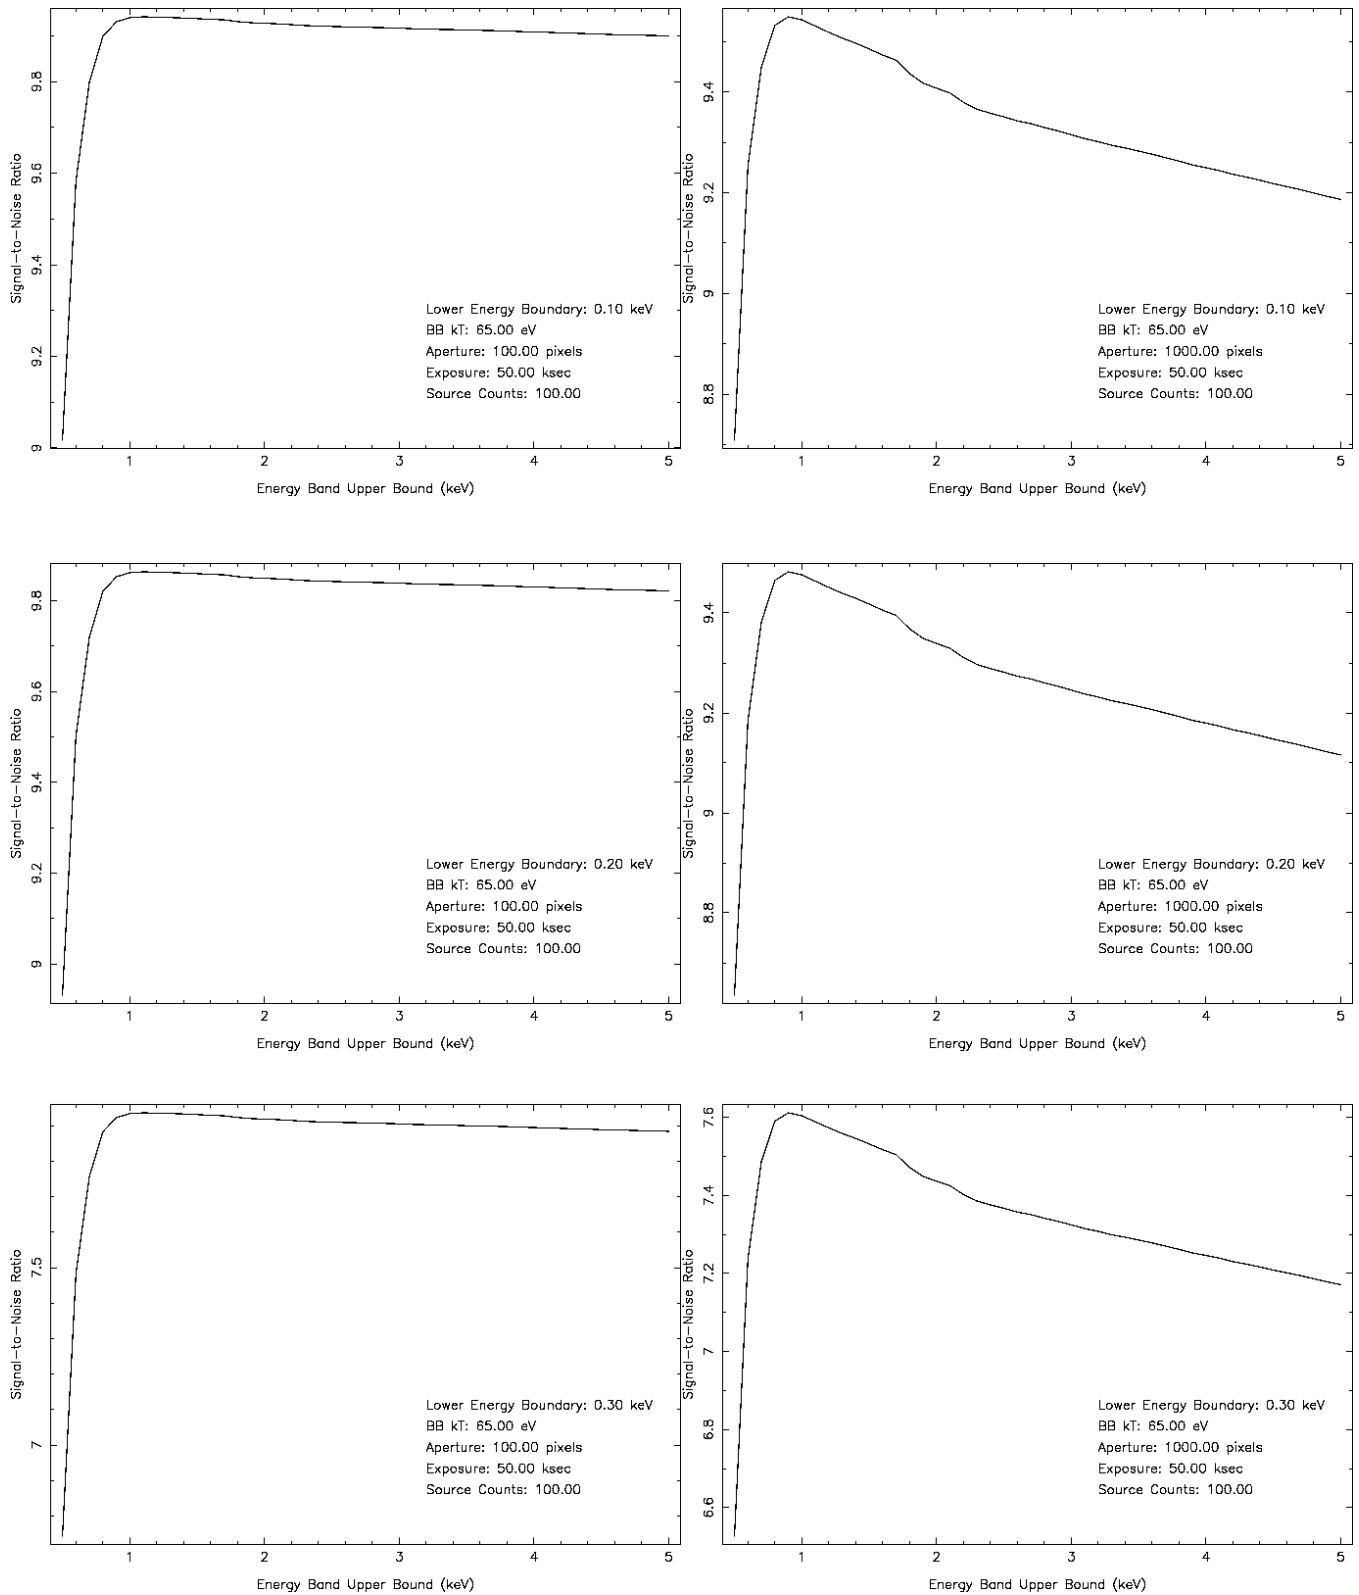 Signal-to-Noise Ratio
9.8
9.6
9.4
9.2
9
Lower Energy Boundary: 0.10 keV
BB kT: 65.00 eV
Aperture: 100.00 pixels
Exposure: 50.00 ksec
Source Counts: 100.00
1 2 3 4 5
Energy Band Upper Bound (keV)
Signal-to-Noise Ratio
9.4
9.2
9
8.8
Lower Energy Boundary: 0.10 keV
BB kT: 65.00 eV
Aperture: 1000.00 pixels
Exposure: 50.00 ksec
Source Counts: 100.00
1 2 3 4 5
Energy Band Upper Bound (keV)
Signal-to-Noise Ratio
9.8
9.6
9.4
9.2
9
Lower Energy Boundary: 0.20 keV
BB kT: 65.00 eV
Aperture: 100.00 pixels
Exposure: 50.00 ksec
Source Counts: 100.00
1 2 3 4 5
Energy Band Upper Bound (keV)
Signal-to-Noise Ratio
9.4
9.2
9
8.8
Lower Energy Boundary: 0.20 keV
BB kT: 65.00 eV
Aperture: 1000.00 pixels
Exposure: 50.00 ksec
Source Counts: 100.00
1 2 3 4 5
Energy Band Upper Bound (keV)
Signal-to-Noise Ratio
7.5
7
Lower Energy Boundary: 0.30 keV
BB kT: 65.00 eV
Aperture: 100.00 pixels
Exposure: 50.00 ksec
Source Counts: 100.00
1 2 3 4 5
Energy Band Upper Bound (keV)
Signal-to-Noise Ratio
7.6
7.4
7.2
7
6.8
6.6
Lower Energy Boundary: 0.30 keV
BB kT: 65.00 eV
Aperture: 1000.00 pixels
Exposure: 50.00 ksec
Source Counts: 100.00
1 2 3 4 5
Energy Band Upper Bound (keV)